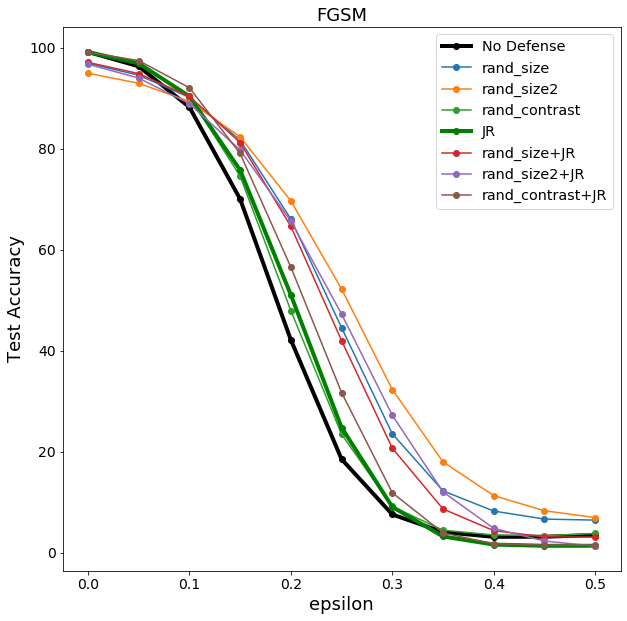 FGSM
No Defense
rand_size
rand_size2
rand_contrast
JR
rand_size+JR
rand_size2+JR
rand_contrast+JR
Test Accuracy
100
80
60
40
20
0
0.0 0.1 0.2 0.3 0.4 0.5
epsilon